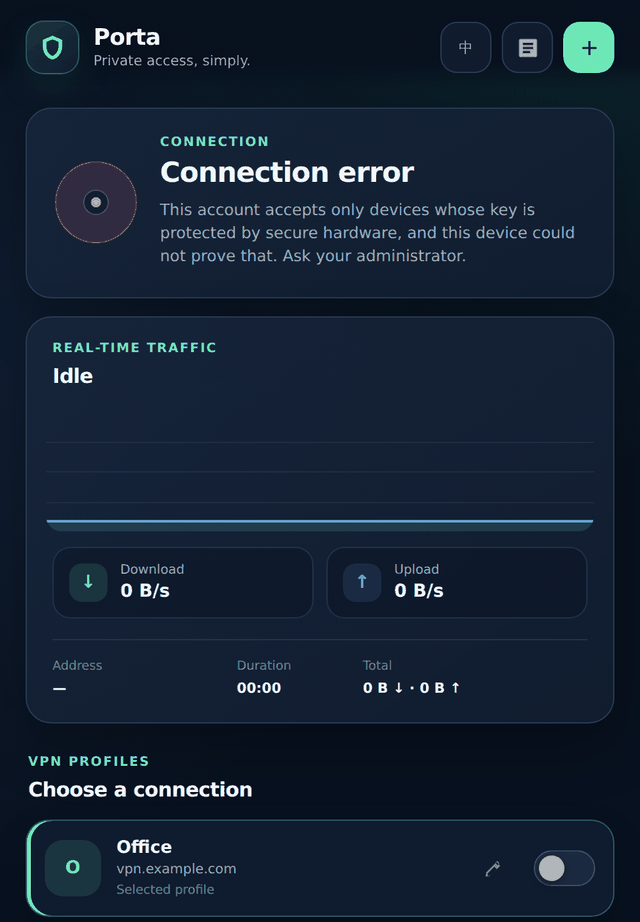 Porta
Private access, simply.
中
+
CONNECTION
Connection error
This account accepts only devices whose key is
protected by secure hardware, and this device could
not prove that. Ask your administrator.
REAL-TIME TRAFFIC
Idle
↓
Download
0 B/s
↑
Upload
0 B/s
Address
Duration
Total
—
00:00
0 B ↓ · 0 B ↑
VPN PROFILES
Choose a connection
O
Office
vpn.example.com
Selected profile